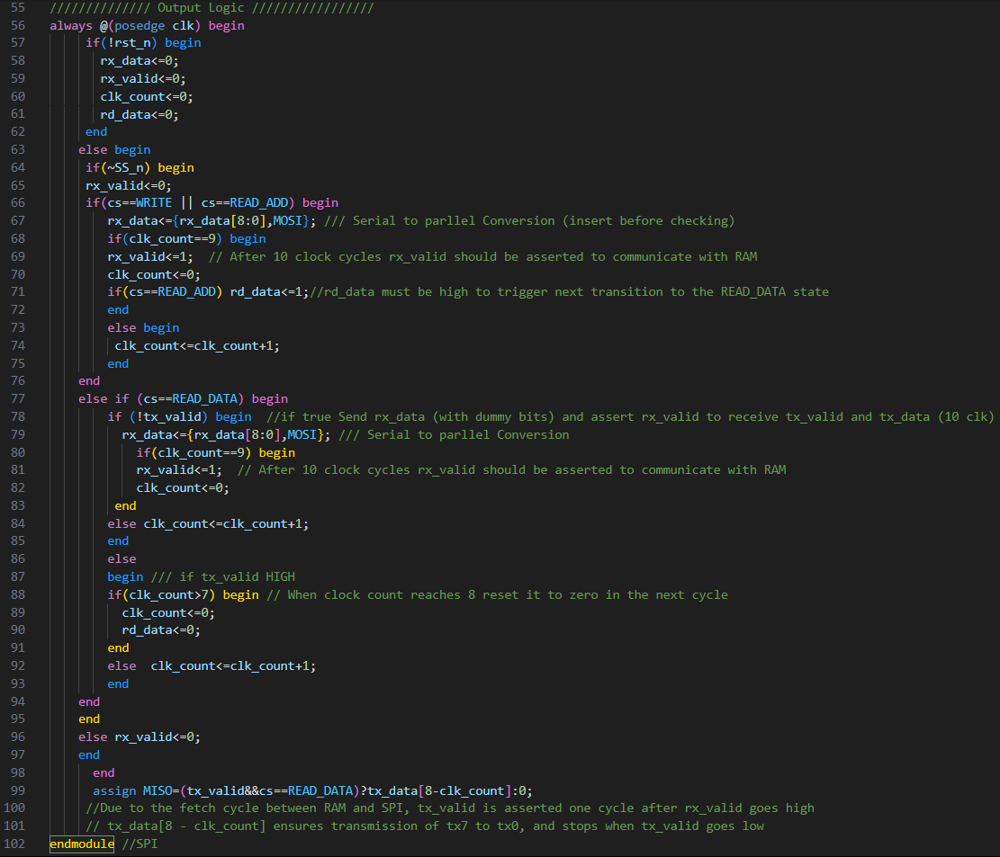 55 ////////////// Output Logic /////////////////
56 always @(posedge clk) begin
57 if(!rst_n) begin
58 rx_data<=0;
59 rx_valid<=0;
60 clk_count<=0;
61 rd_data<=0;
62 end
63 else begin
64 if(~SS_n) begin
65 rx_valid<=0;
66 if(cs==WRITE || cs==READ_ADD) begin
67 rx_data<={rx_data[8:0],MOSI}; /// Serial to parllel Conversion (insert before checking)
68 if(clk_count==9) begin
69 rx_valid<=1; // After 10 clock cycles rx_valid should be asserted to communicate with RAM
70 clk_count<=0;
71 if(cs==READ_ADD) rd_data<=1;//rd_data must be high to trigger next transition to the READ_DATA state
72 end
73 else begin
74 clk_count<=clk_count+1;
75 end
76 end
77 else if (cs==READ_DATA) begin
78 if (!tx_valid) begin //if true Send rx_data (with dummy bits) and assert rx_valid to receive tx_valid and tx_data (10 clk)
79 rx_data<={rx_data[8:0],MOSI}; /// Serial to parllel Conversion
80 if(clk_count==9) begin
81 rx_valid<=1; // After 10 clock cycles rx_valid should be asserted to communicate with RAM
82 clk_count<=0;
83 end
84 else clk_count<=clk_count+1;
85 end
86 else
87 begin /// if tx_valid HIGH
88 if(clk_count>7) begin // When clock count reaches 8 reset it to zero in the next cycle
89 clk_count<=0;
90 rd_data<=0;
91 end
92 else clk_count<=clk_count+1;
93 end
94 end
95 end
96 else rx_valid<=0;
97 end
98 end
99 assign MISO=(tx_valid&&cs==READ_DATA)?tx_data[8-clk_count]:0;
100 //Due to the fetch cycle between RAM and SPI, tx_valid is asserted one cycle after rx_valid goes high
101 // tx_data[8 - clk_count] ensures transmission of tx7 to tx0, and stops when tx_valid goes low
102 endmodule //SPI